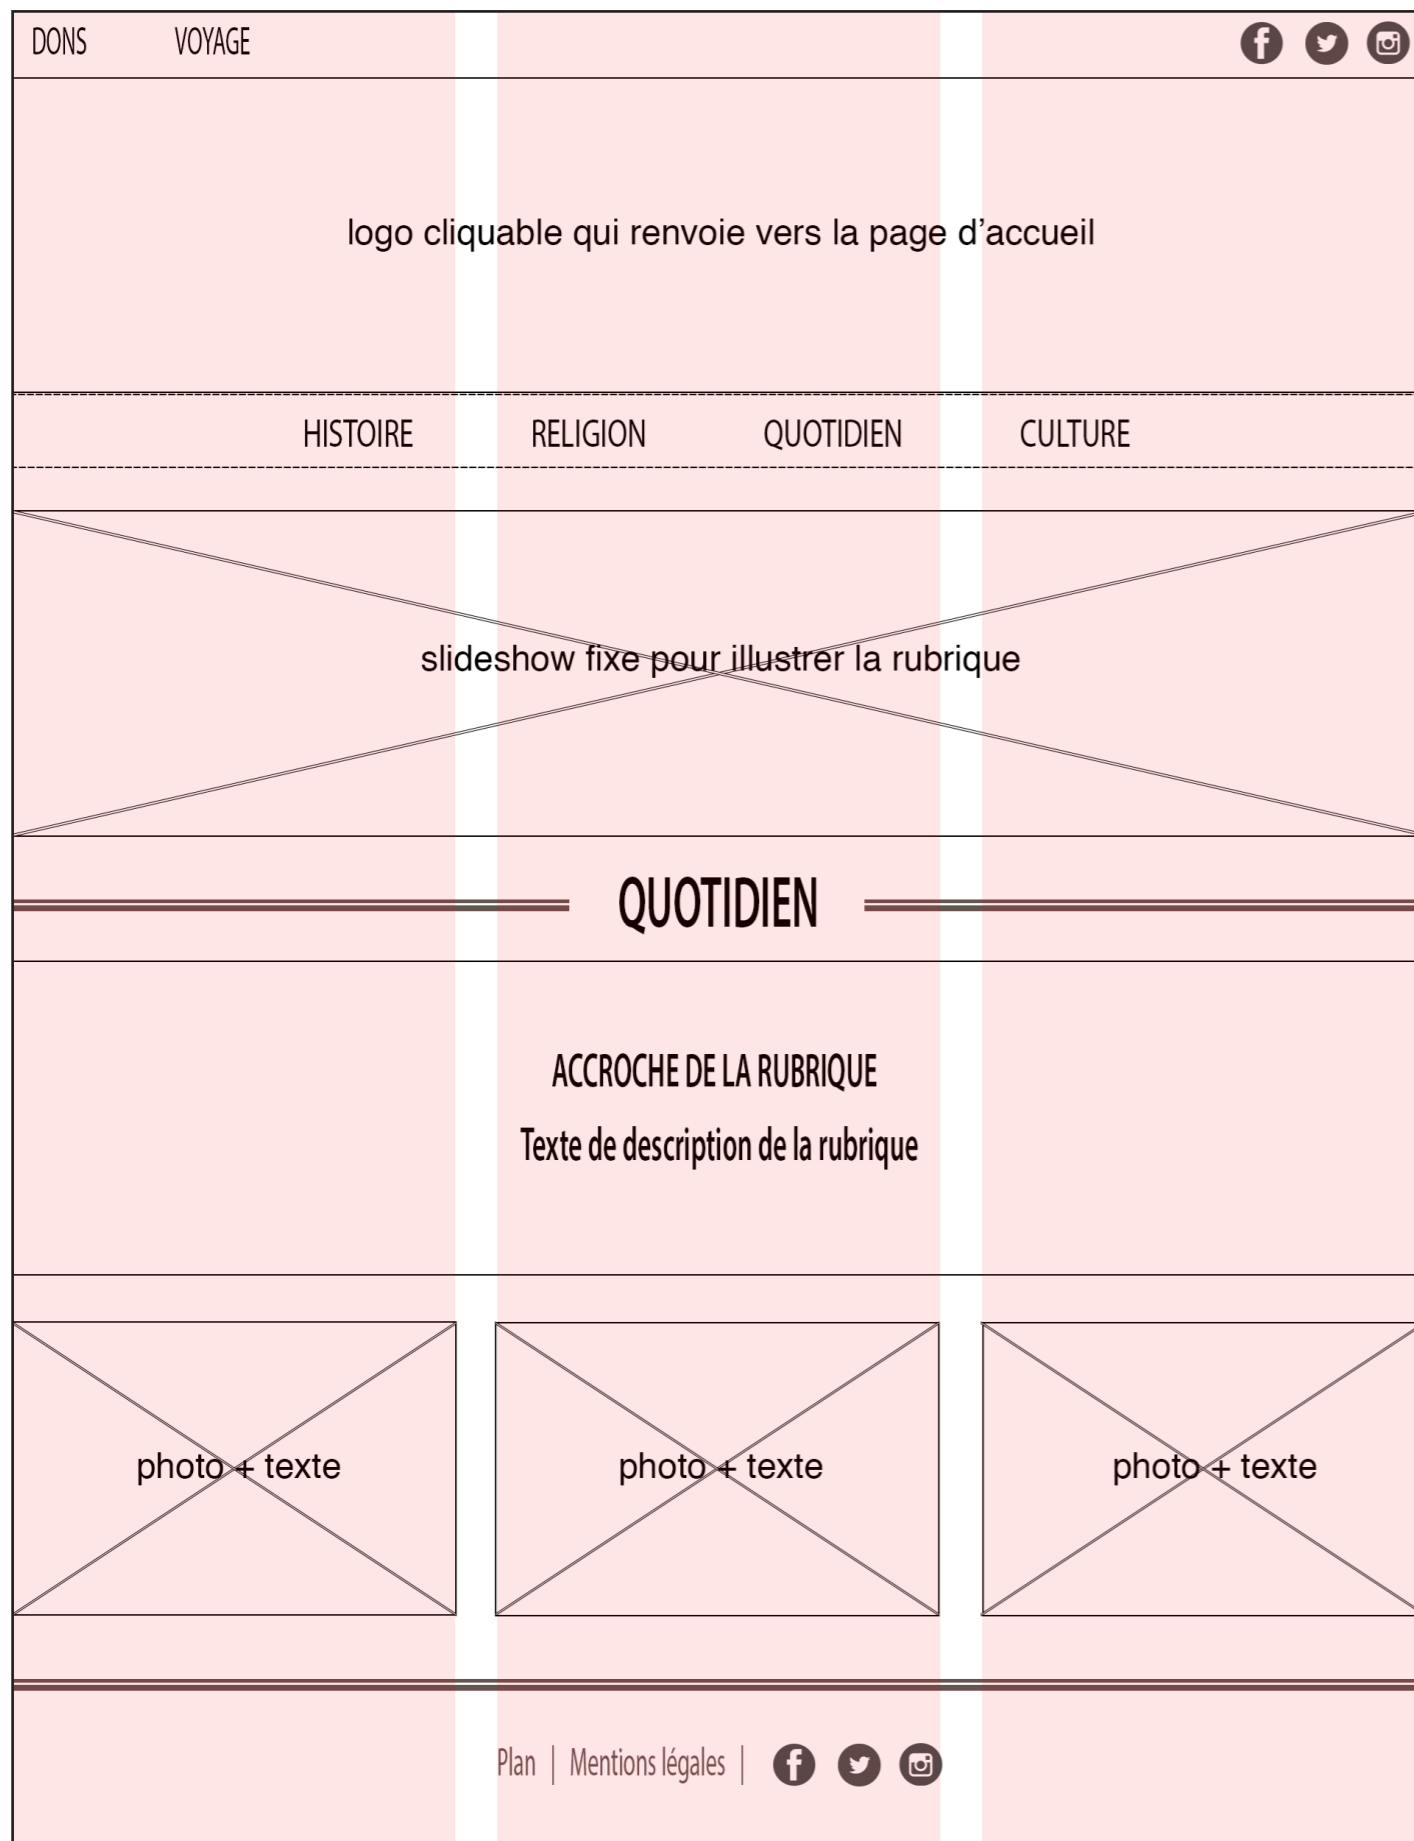 DONS VOYAGE
logo cliquable qui renvoie vers la page d’accueil
HISTOIRE RELIGION QUOTIDIEN CULTURE
slideshow fixe pour illustrer la rubrique
QUOTIDIEN
ACCROCHE DE LA RUBRIQUE
Texte de description de la rubrique
photo + texte photo + texte photo + texte
Plan | Mentions légales |